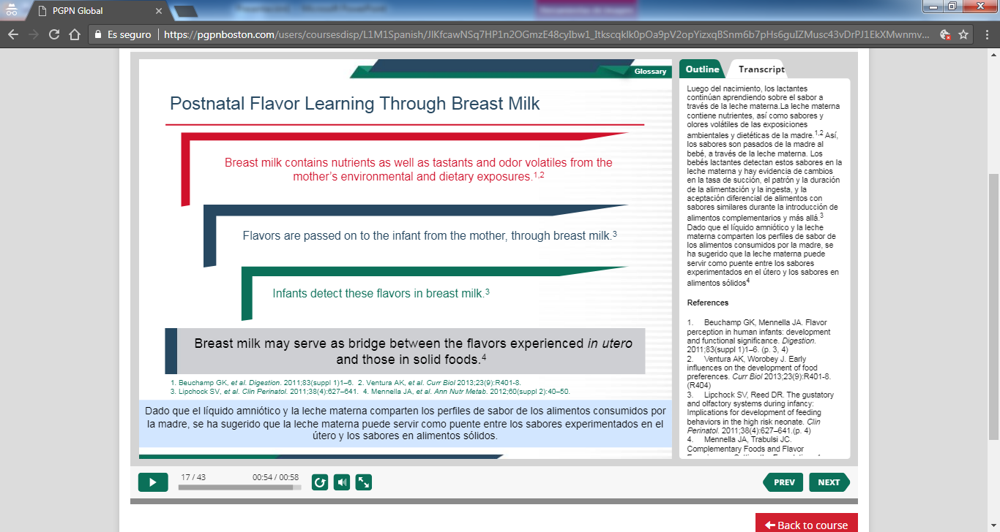 PGPN Global
Es seguro
https://pgpnboston.com/users/coursesdisp/L1M1Spanish/
Glossary
Postnatal Flavor Learning Through Breast Milk
Breast milk contains nutrients as well as tastants and odor volatiles from the
mother's environmental and dietary exposures.1,2
Flavors are passed on to the infant from the mother, through breast milk.3
Infants detect these flavors in breast milk.3
Breast milk may serve as bridge between the flavors experienced in utero
and those in solid foods.4
1. Beuchamp GK, et al. Digestion. 2011;83(suppl 1)1–6. 2. Ventura AK, et al. Curr Biol 2013;23(9):R401-8.
3. Lipchock SV, et al. Clin Perinatol. 2011;38(4):627–641. 4. Mennella JA, et al. Ann Nutr Metab. 2012;60(suppl 2):40–50.
Dado que el líquido amniótico y la leche materna comparten los perfiles de sabor de los alimentos consumidos por
la madre, se ha sugerido que la leche materna puede servir como puente entre los sabores experimentados en el
útero y los sabores en alimentos sólidos.
17 / 43
00:54 / 00:58
Outline
Transcript
Luego del nacimiento, los lactantes
continúan aprendiendo sobre el sabor a
través de la leche materna.La leche materna
contiene nutrientes, así como sabores y
olores volátiles de las exposiciones
ambientales y dietéticas de la madre.1,2 Así,
los sabores son pasados de la madre al
bebé, a través de la leche materna. Los
bebés lactantes detectan estos sabores en la
leche materna y hay evidencia de cambios
en la tasa de succión, el patrón y la duración
de la alimentación y la ingesta, y la
aceptación diferencial de alimentos con
sabores similares durante la introducción de
alimentos complementarios y más allá.3
Dado que el líquido amniótico y la leche
materna comparten los perfiles de sabor de
los alimentos consumidos por la madre, se
ha sugerido que la leche materna puede
servir como puente entre los sabores
experimentados en el útero y los sabores en
alimentos sólidos4
References
1. Beuchamp GK, Mennella JA. Flavor
perception in human infants: development
and functional significance. Digestion.
2011;83(suppl 1)1–6. (p. 3, 4)
2. Ventura AK, Worobey J. Early
influences on the development of food
preferences. Curr Biol 2013;23(9):R401-8.
(R404)
3. Lipchock SV, Reed DR. The gustatory
and olfactory systems during infancy:
Implications for development of feeding
behaviors in the high risk neonate. Clin
Perinatol. 2011;38(4):627–641.(p. 4)
4. Mennella JA, Trabulsi JC.
Complementary Foods and Flavor
PREV
NEXT
Back to course